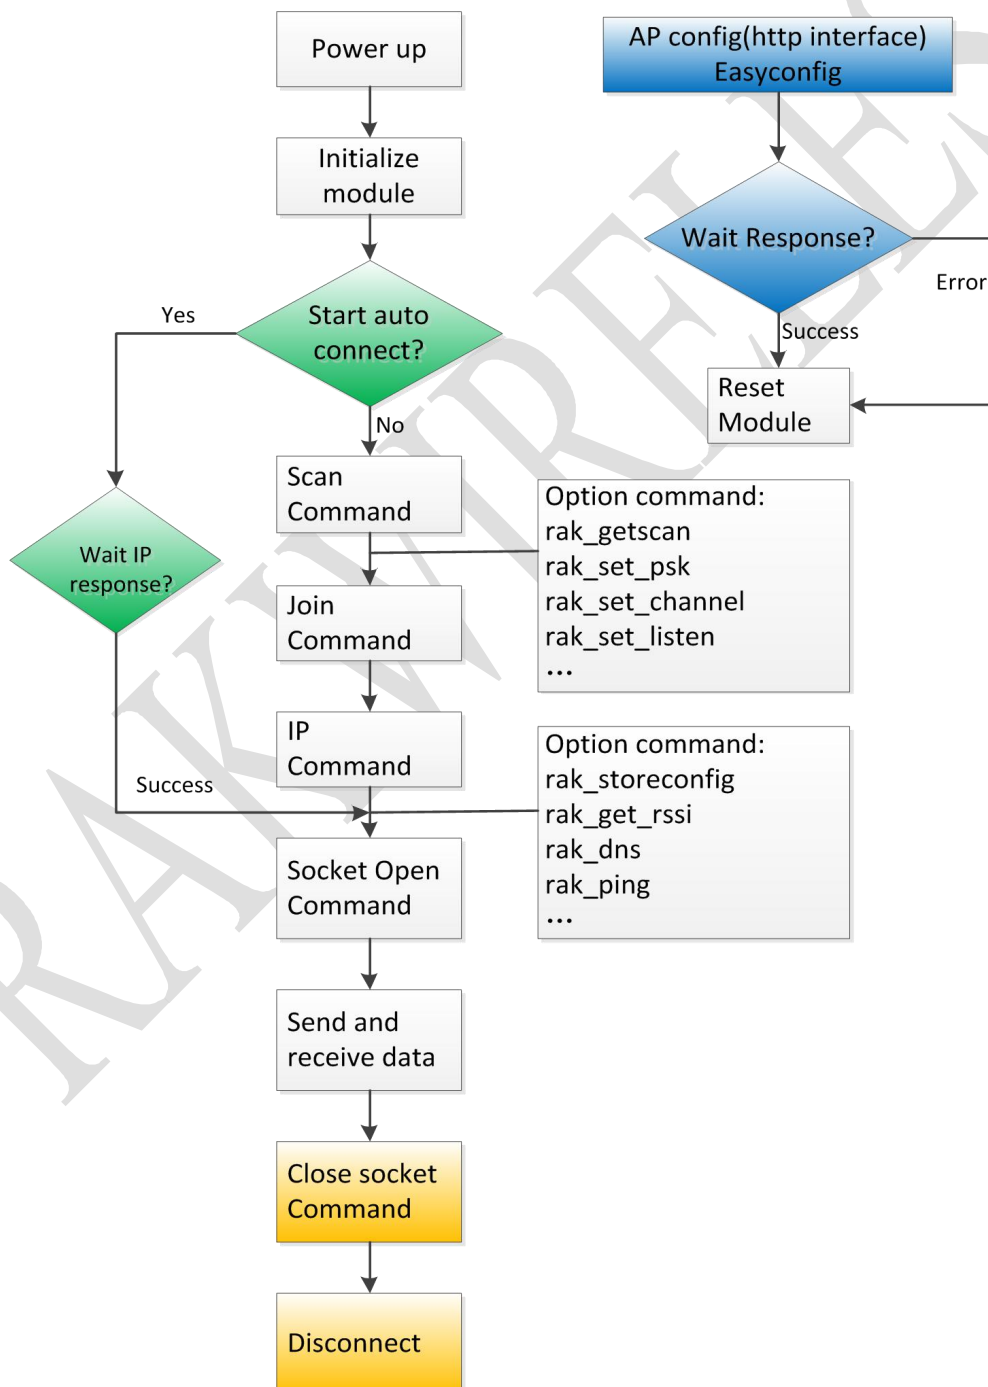 Power up
Initialize
module
Start auto
connect?
Yes
No
Wait IP
response?
Success
Scan
Command
Join
Command
IP
Command
Socket Open
Command
Send and
receive data
Close socket
Command
Disconnect
AP config(http interface)
Easyconfig
Wait Response?
Error
Success
Reset
Module
Option command:
rak_getscan
rak_set_psk
rak_set_channel
rak_set_listen
...
Option command:
rak_storeconfig
rak_get_rssi
rak_dns
rak_ping
...
RAKWIRELES